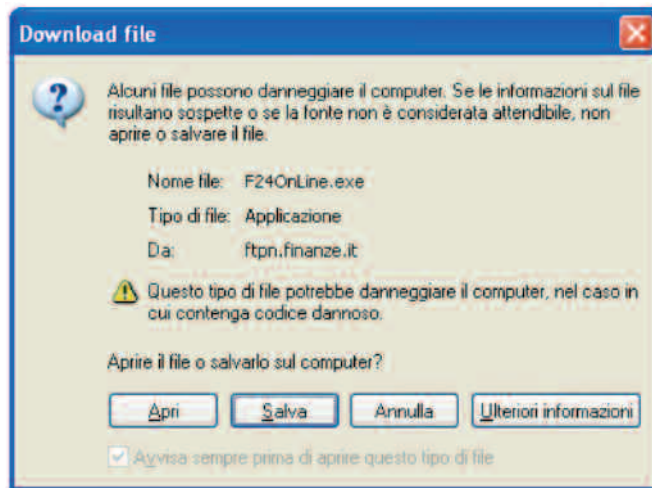 Download file
Alcuni file possono danneggiare il computer. Se le informazioni sul file
risultano sospette o se la fonte non è considerata attendibile, non
aprire o salvare il file.
Nome file: F24OnLine.exe
Tipo di file: Applicazione
Da: ftpn.finanze.it
Questo tipo di file potrebbe danneggiare il computer, nel caso in
cui contenga codice dannoso.
Aprire il file o salvarlo sul computer?
Apri Salva Annulla Ulteriori informazioni
Avvisa sempre prima di aprire questo tipo di file